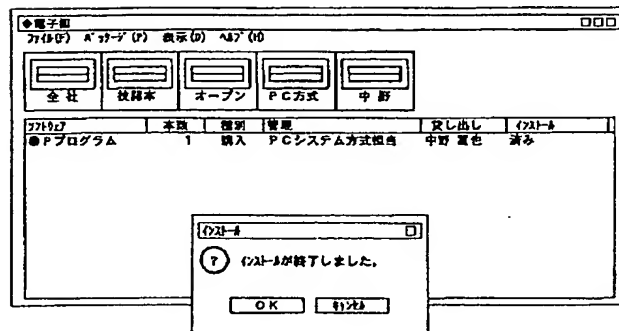 ◆電子棚
ファイル(F) パッケージ(P) 表示(D) ヘルプ(H)
全社 技開本 オープン PC方式 中野
ソフトウェア 本数 種別 管理 貸し出し インストール
●Pプログラム 1 購入 PCシステム方式担当 中野 也 済み
インストール
? インストールが終了しました。
OK キャンセル